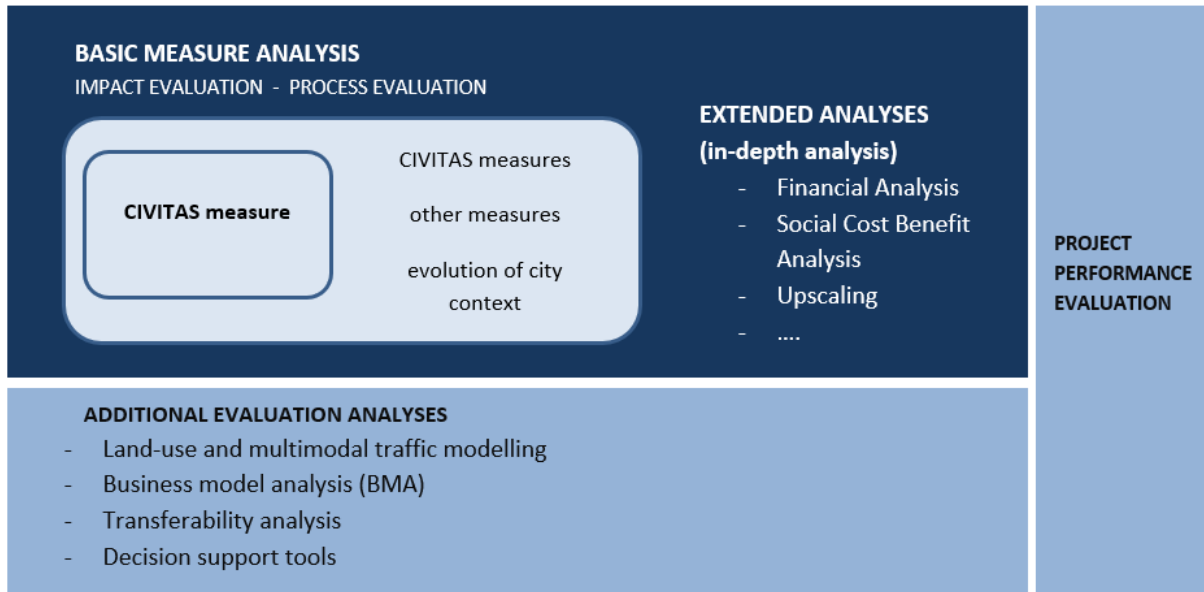 BASIC MEASURE ANALYSIS
IMPACT EVALUATION - PROCESS EVALUATION
CIVITAS measure
CIVITAS measures
other measures
evolution of city
context
EXTENDED ANALYSES
(in-depth analysis)
- Financial Analysis
- Social Cost Benefit
Analysis
- Upscaling
- ....
PROJECT
PERFORMANCE
EVALUATION
ADDITIONAL EVALUATION ANALYSES
- Land-use and multimodal traffic modelling
- Business model analysis (BMA)
- Transferability analysis
- Decision support tools